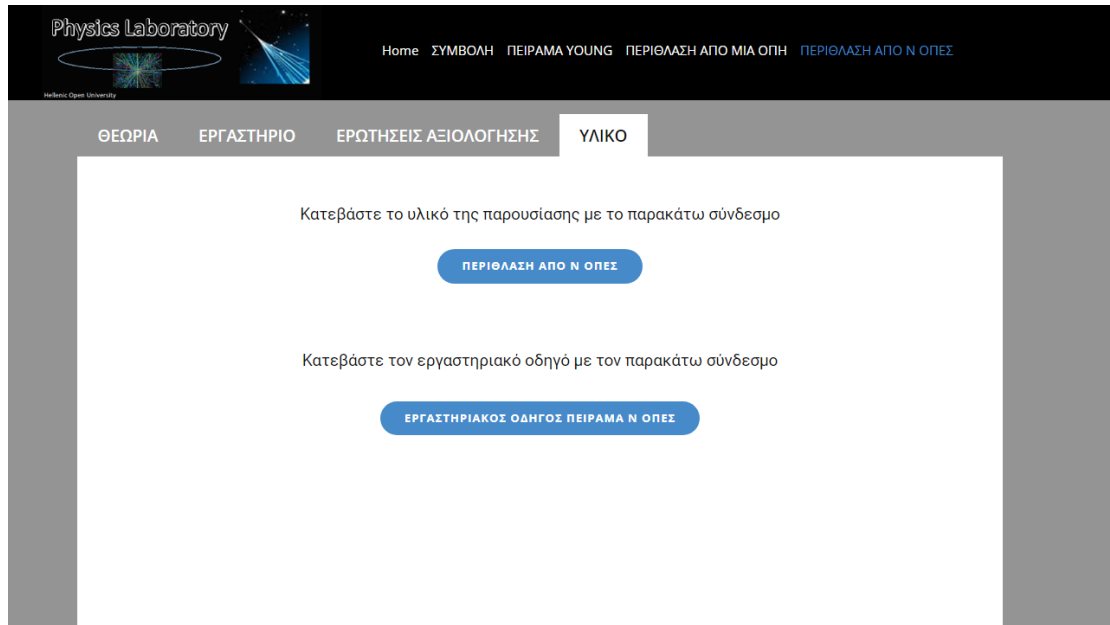 Physics Laboratory
Hellenic Open University
Home ΣΥΜΒΟΛΗ ΠΕΙΡΑΜΑ YOUNG ΠΕΡΙΘΛΑΣΗ ΑΠΟ ΜΙΑ ΟΠΗ ΠΕΡΙΘΛΑΣΗ ΑΠΟ Ν ΟΠΕΣ
ΘΕΩΡΙΑ ΕΡΓΑΣΤΗΡΙΟ ΕΡΩΤΗΣΕΙΣ ΑΞΙΟΛΟΓΗΣΗΣ ΥΛΙΚΟ
Κατεβάστε το υλικό της παρουσίασης με το παρακάτω σύνδεσμο
ΠΕΡΙΘΛΑΣΗ ΑΠΟ Ν ΟΠΕΣ
Κατεβάστε τον εργαστηριακό οδηγό με τον παρακάτω σύνδεσμο
ΕΡΓΑΣΤΗΡΙΑΚΟΣ ΟΔΗΓΟΣ ΠΕΙΡΑΜΑ Ν ΟΠΕΣ